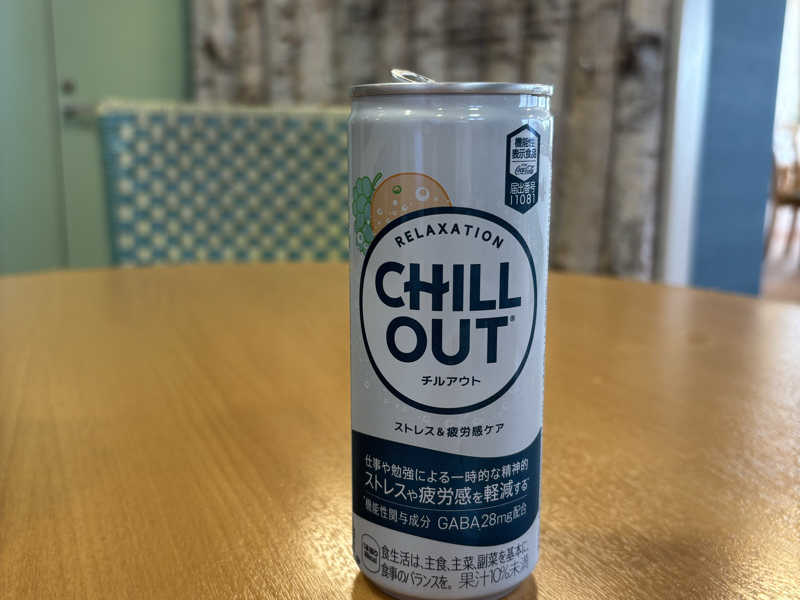 機能性
表示食品
Coca-Cola
届出番号
I1081
RELAXATION
CHILL
OUT®
チルアウト
ストレス&疲労感ケア
仕事や勉強による一時的な精神的
ストレスや疲労感を軽減する*
*機能性関与成分 GABA28mg配合
食生活は、主食、主菜、副菜を基本に、
食事のバランスを。 果汁10%未満